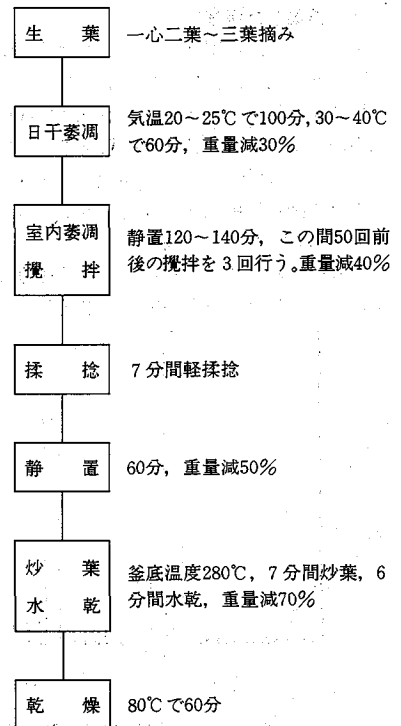 生　葉
一心二葉～三葉摘み
日干萎凋
気温20～25℃で100分, 30～40℃
で60分，重量減30％
室内萎凋
攪　拌
静置120～140分，この間50回前
後の攪拌を3回行う。重量減40％
揉　捻
7分間軽揉捻
静　置
60分，重量減50％
炒　葉
水　乾
釜底温度280℃，7分間炒葉，6
分間水乾，重量減70％
乾　燥
80℃で60分